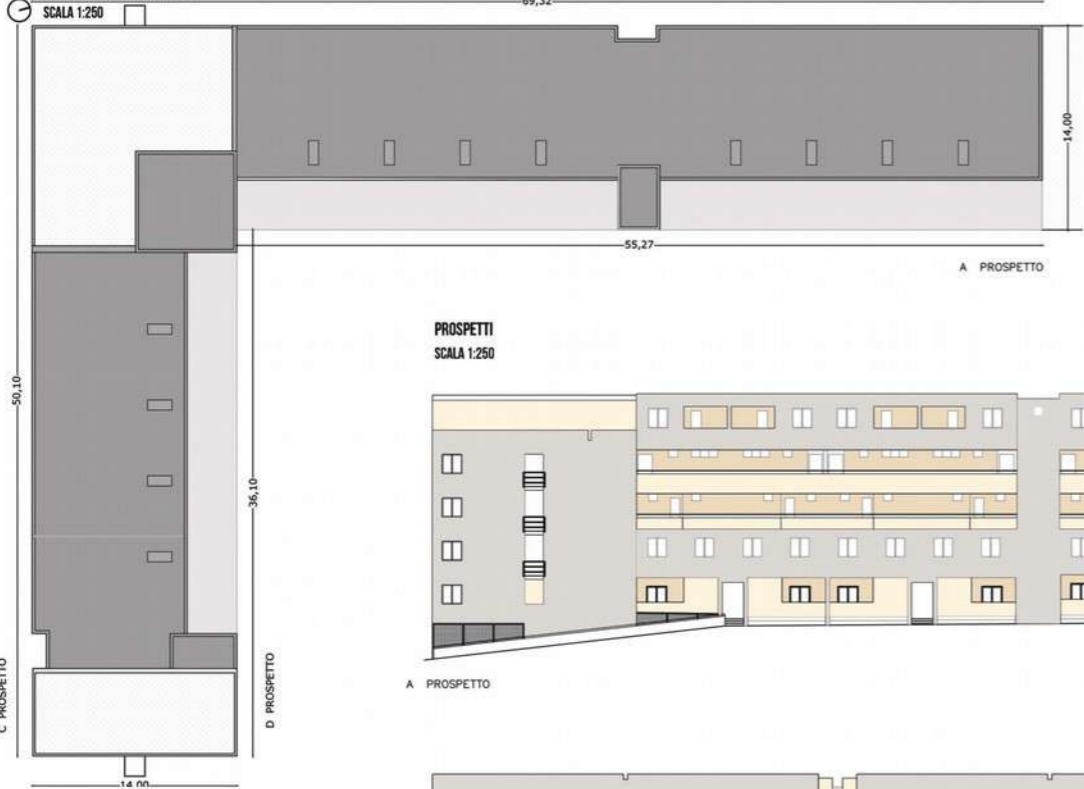 SCALA 1:250
69,32
14,00
55,27
A PROSPETTO
PROSPETTI
SCALA 1:250
50,10
36,10
C PROSPETTO
D PROSPETTO
A PROSPETTO
14,00